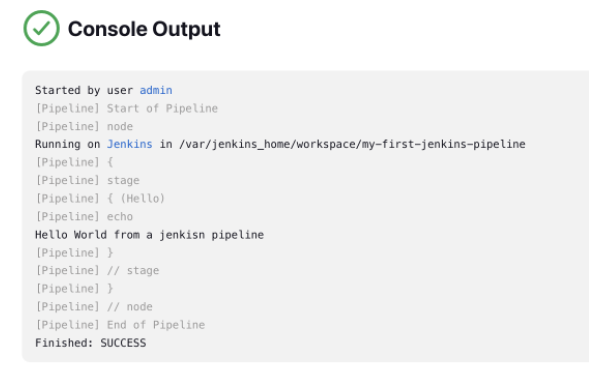 Console Output
Started by user admin
[Pipeline] Start of Pipeline
[Pipeline] node
Running on Jenkins in /var/jenkins_home/workspace/my-first-jenkins-pipeline
[Pipeline] {
[Pipeline] stage
[Pipeline] { (Hello)
[Pipeline] echo
Hello World from a jenkisn pipeline
[Pipeline] }
[Pipeline] // stage
[Pipeline] }
[Pipeline] // node
[Pipeline] End of Pipeline
Finished: SUCCESS